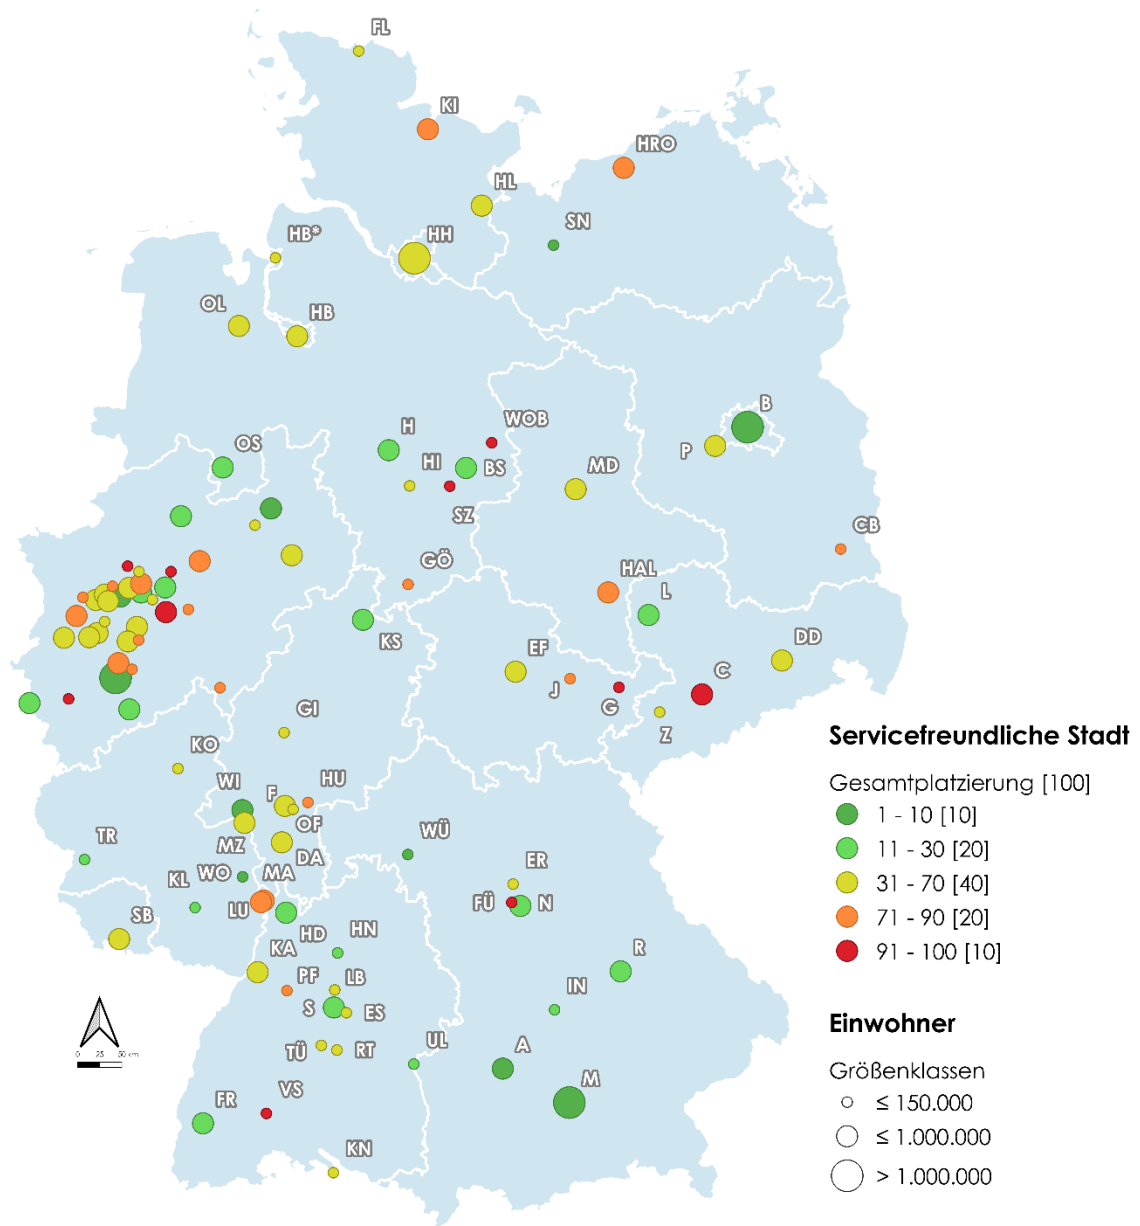 FL
KI
HRO
HL
SN
HB*
HH
OL
HB
B
P
WOB
H
OS
HI
BS
MD
SZ
CB
GÖ
HAL
L
KS
EF
DD
C
J
G
Z
GI
KO
WI
F
HU
OF
MZ
DA
WÜ
TR
ER
KL
WO
MA
FÜ
N
LU
SB
HD
HN
KA
R
PF
LB
IN
S
ES
TÜ
RT
UL
A
M
VS
FR
KN
0 25 50 km
Servicefreundliche Stadt
Gesamtplatzierung [100]
1 - 10 [10]
11 - 30 [20]
31 - 70 [40]
71 - 90 [20]
91 - 100 [10]
Einwohner
Größenklassen
≤ 150.000
≤ 1.000.000
> 1.000.000